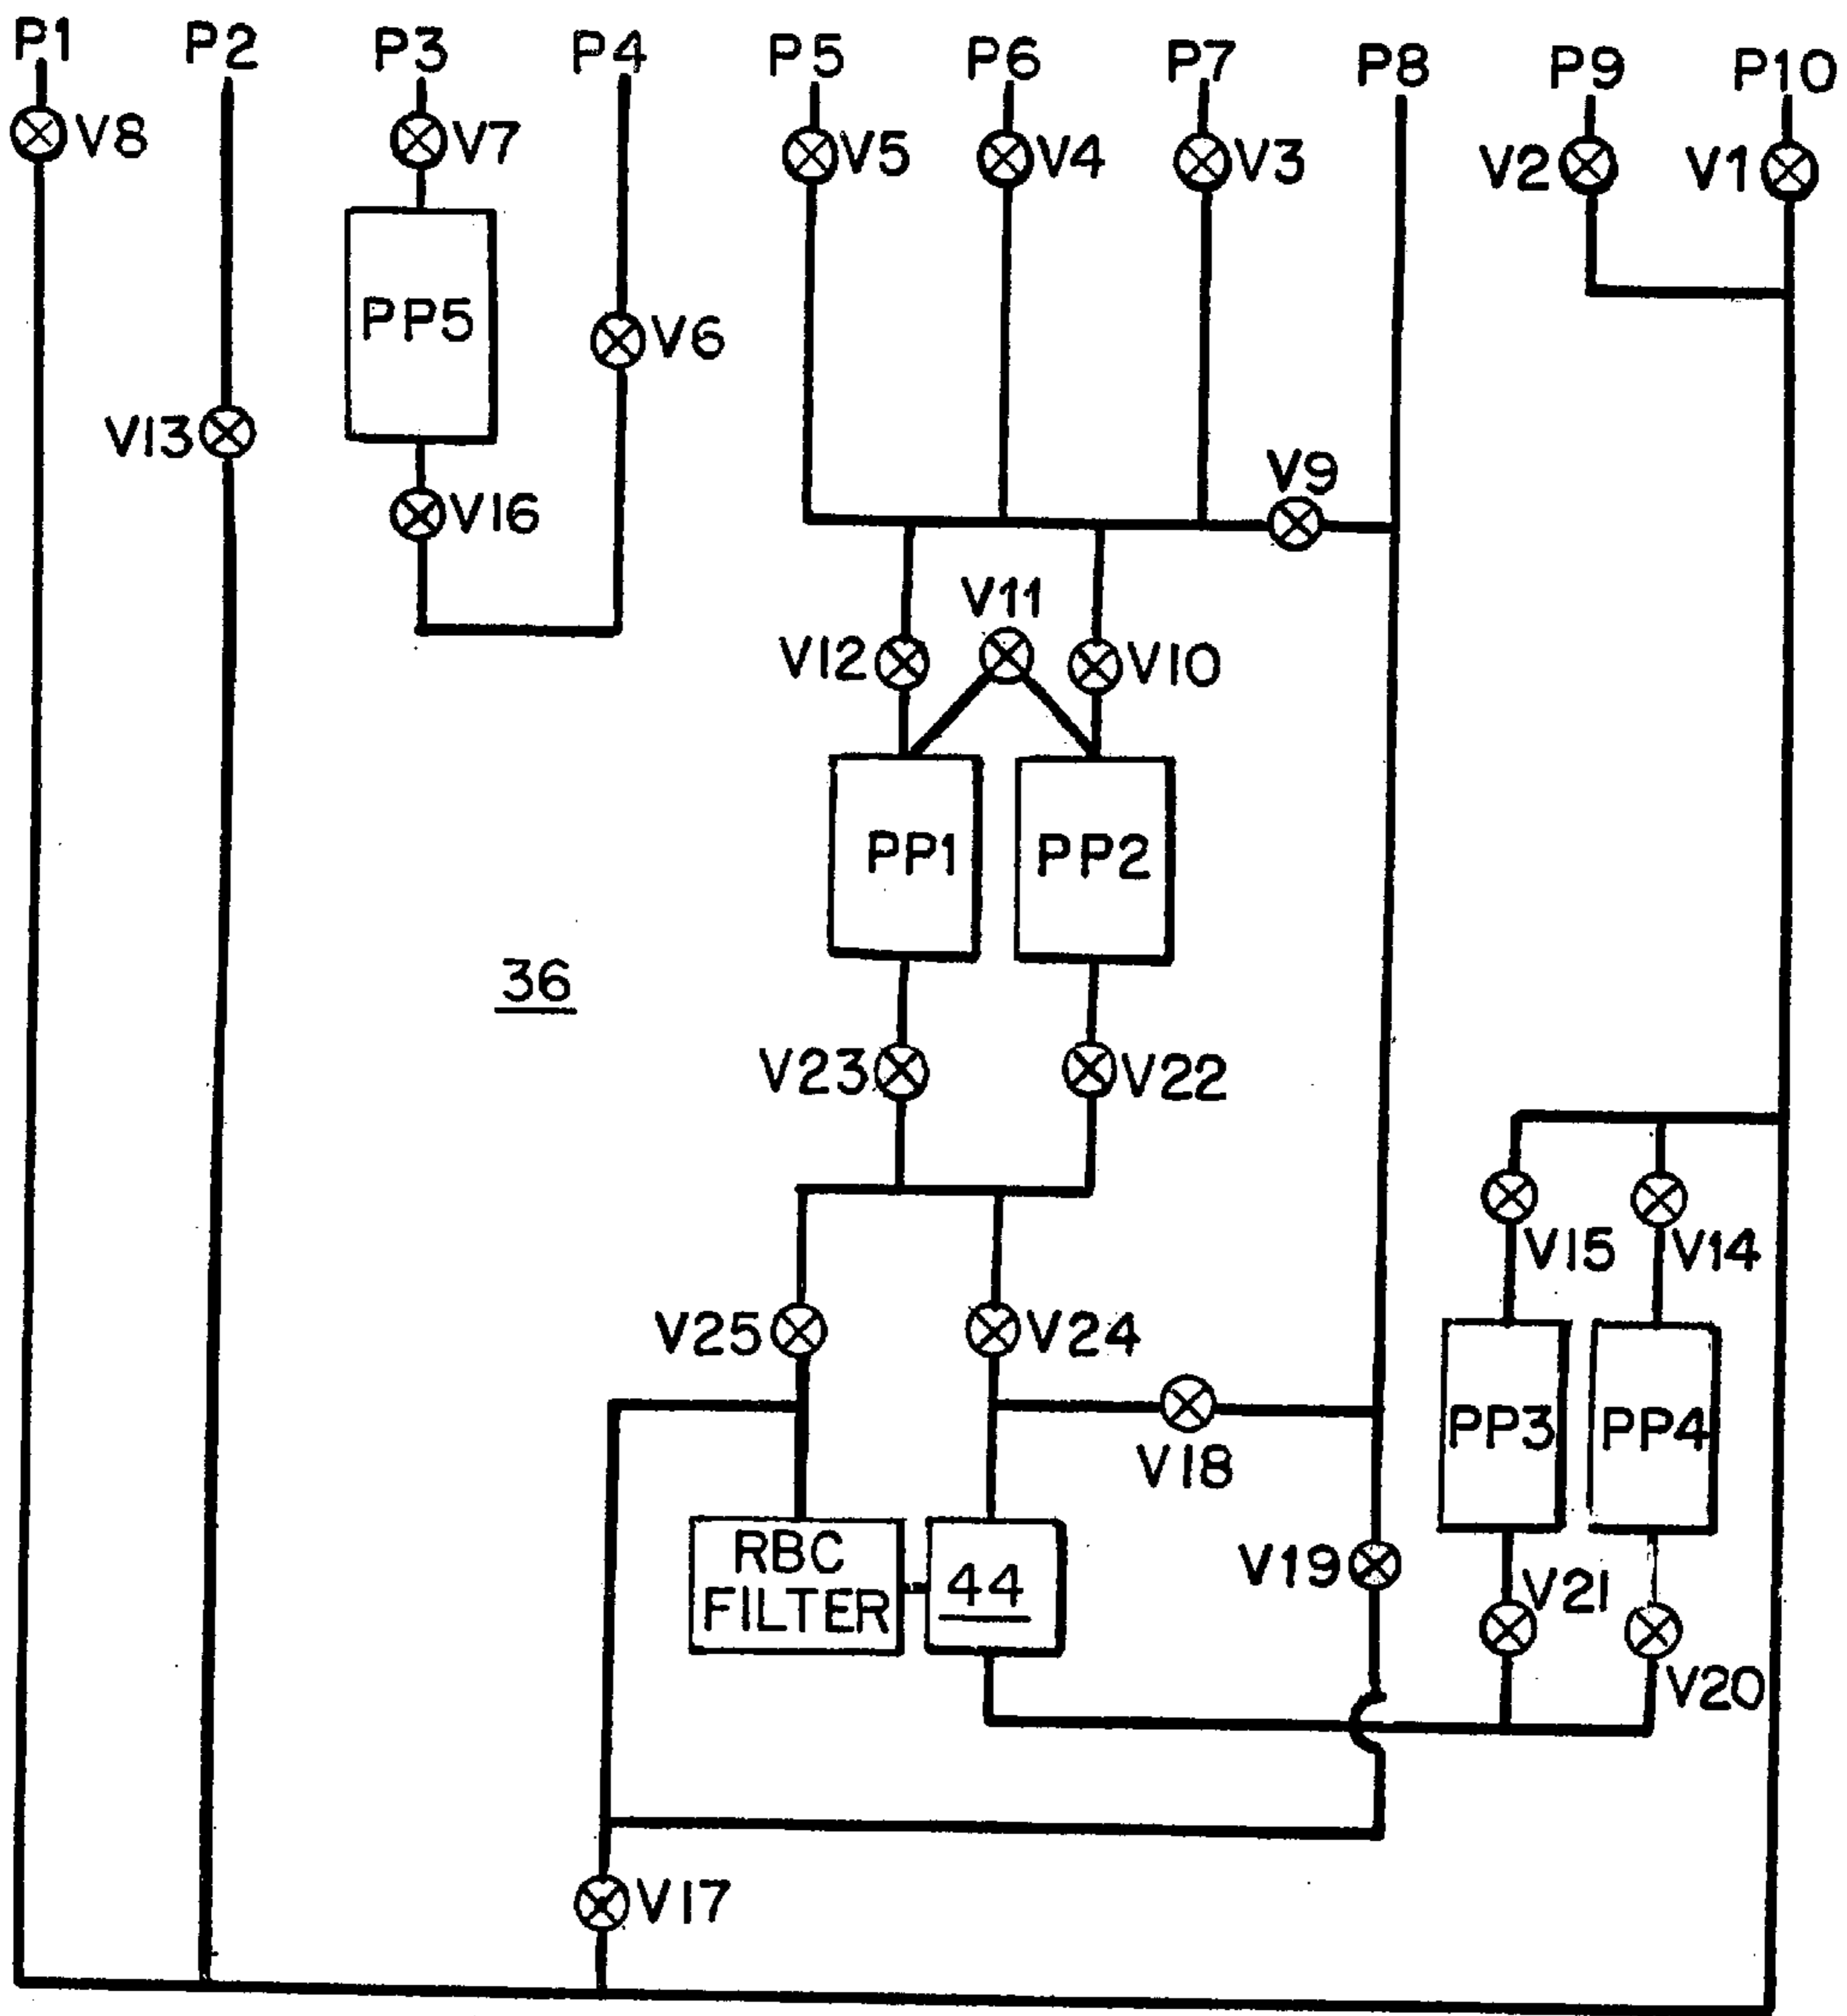 P1 P2 P3 P4 P5 P6 P7 P8 P9 P10
V8 V7 V5 V4 V3 V2 V1
PP5
V6
V13
V9
V16
V11
V12 V10
PP1 PP2
36
V23 V22
V15 V14
V25 V24
PP3 PP4
V18
RBC
FILTER
44
V19
V21
V20
V17